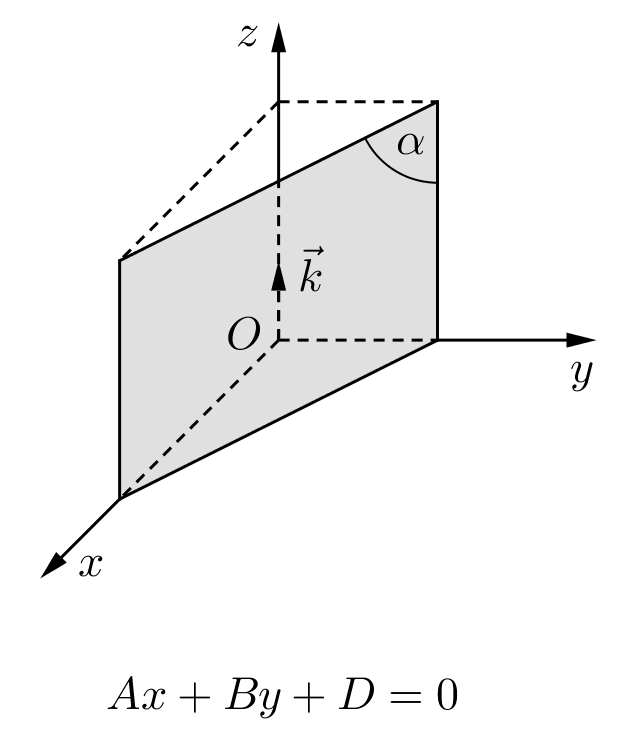 z
α
k⃗
O
y
x
Ax + By + D = 0